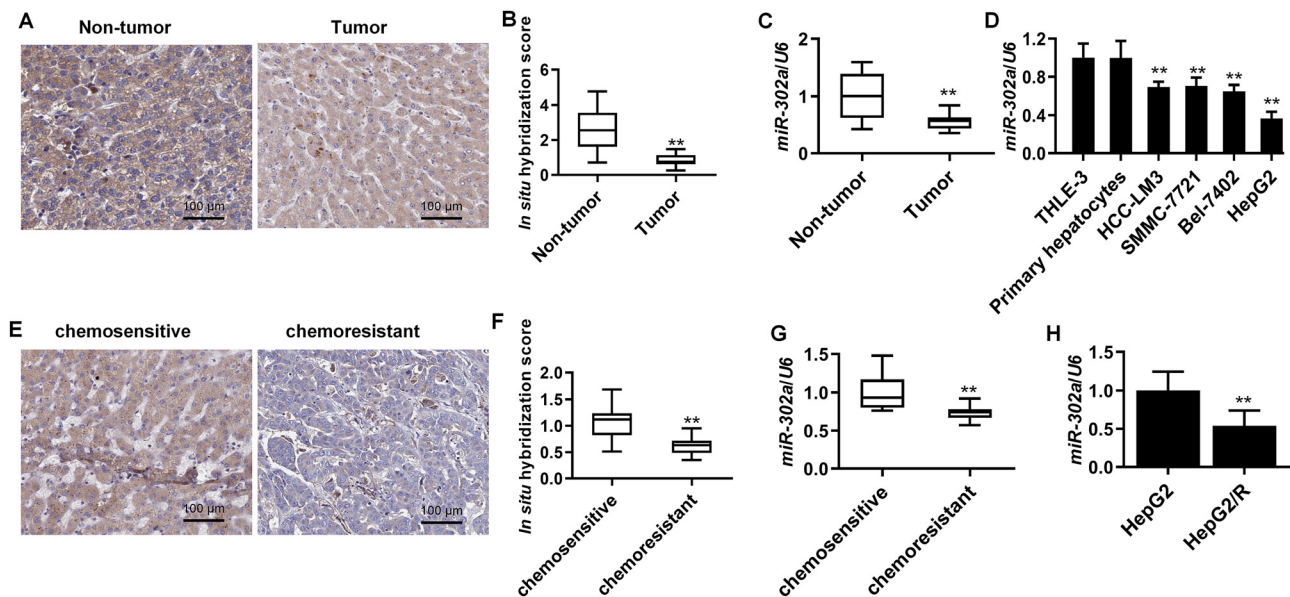 A
Non-tumor
Tumor
100 µm
100 µm
B
In situ hybridization score
6
4
2
0
**
Non-tumor
Tumor
C
miR-302a/U6
2
1
0
**
Non-tumor
Tumor
D
miR-302a/U6
1.2
0.8
0.4
0.0
**
**
**
**
THLE-3
Primary hepatocytes
HCC-LM3
SMMC-7721
Bel-7402
HepG2
E
chemosensitive
chemoresistant
100 µm
100 µm
F
In situ hybridization score
2.0
1.5
1.0
0.5
0.0
**
chemosensitive
chemoresistant
G
miR-302a/U6
1.5
1.0
0.5
0.0
**
chemosensitive
chemoresistant
H
miR-302a/U6
1.5
1.0
0.5
0.0
**
HepG2
HepG2/R